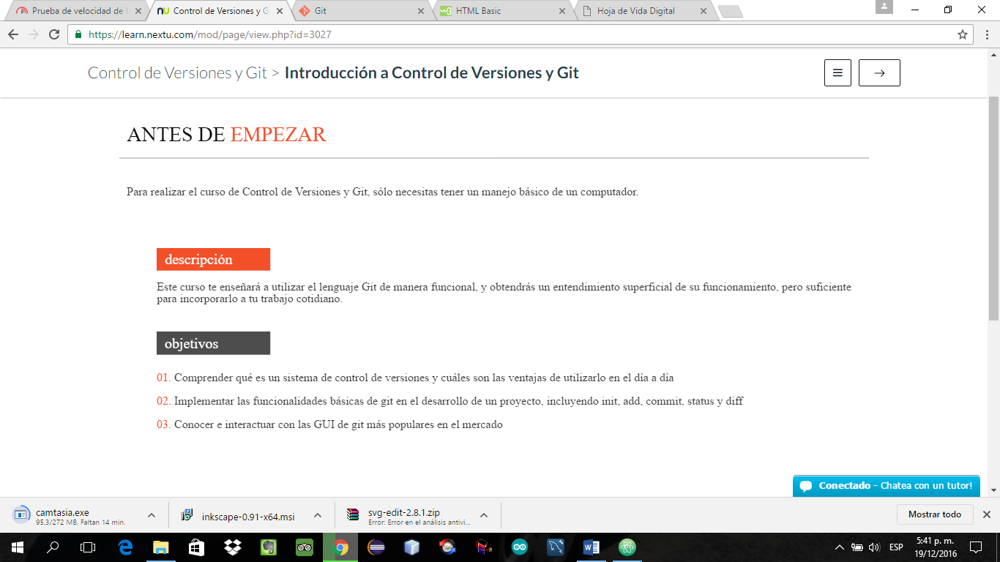 Prueba de velocidad de
Control de Versiones y Gi
Git
HTML Basic
Hoja de Vida Digital
https://learn.nextu.com/mod/page/view.php?id=3027
Control de Versiones y Git > Introducción a Control de Versiones y Git
ANTES DE EMPEZAR
Para realizar el curso de Control de Versiones y Git, sólo necesitas tener un manejo básico de un computador.
descripción
Este curso te enseñará a utilizar el lenguaje Git de manera funcional, y obtendrás un entendimiento superficial de su funcionamiento, pero suficiente
para incorporarlo a tu trabajo cotidiano.
objetivos
01. Comprender qué es un sistema de control de versiones y cuáles son las ventajas de utilizarlo en el día a día
02. Implementar las funcionalidades básicas de git en el desarrollo de un proyecto, incluyendo init, add, commit, status y diff
03. Conocer e interactuar con las GUI de git más populares en el mercado
Conectado - Chatea con un tutor!
camtasia.exe
95,3/272 MB, Faltan 14 min.
inkscape-0.91-x64.msi
svg-edit-2.8.1.zip
Error: Error en el análisis antivi...
Mostrar todo
ESP
5:41 p. m.
19/12/2016